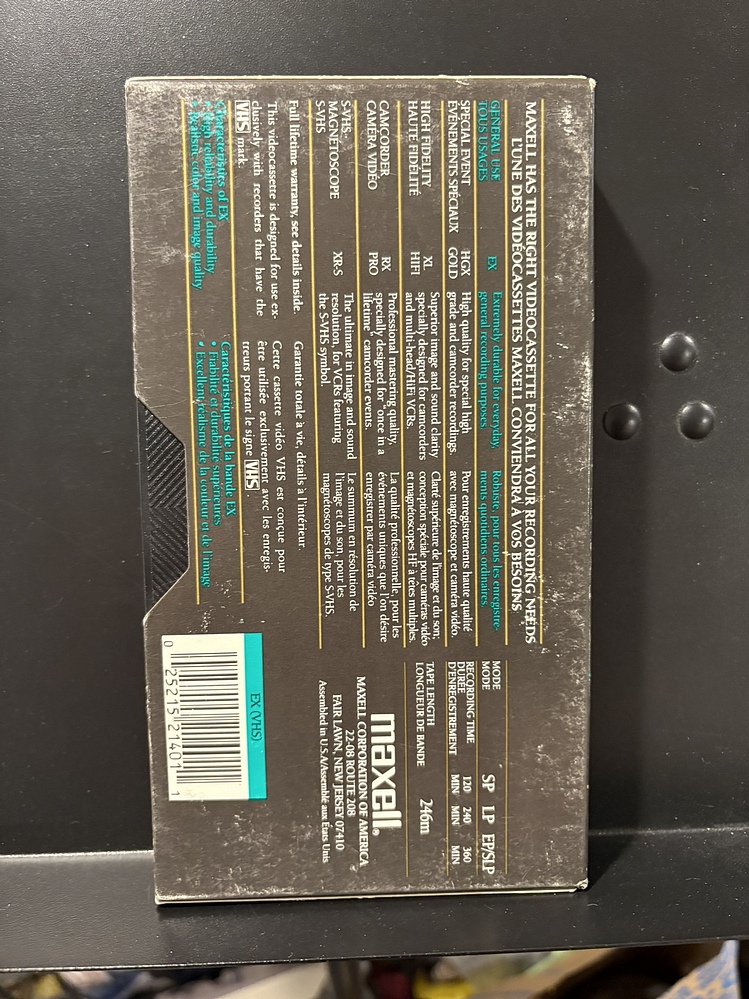 MAXELL HAS THE RIGHT VIDEOCASSETTE FOR ALL YOUR RECORDING NEEDS
L'UNE DES VIDÉOCASSETTES MAXELL CONVIENDRA À VOS BESOINS
GENERAL USE
TOUS USAGES
EX
Extremely durable for everyday,
general recording purposes
Robuste, pour tous les enregistre-
ments quotidiens ordinaires.
SPECIAL EVENT
ÉVÉNEMENTS SPÉCIAUX
HGX
GOLD
High quality for special high
grade and camcorder recordings.
Pour enregistrements haute qualité
avec magnétoscope et caméra vidéo.
HIGH FIDELITY
HAUTE FIDÉLITÉ
XL
HIFI
Superior image and sound clarity
specially designed for camcorders
and multi-head/HiFi VCRs.
Clarté supérieure de l'image et du son;
conception spéciale pour caméras vidéo
et magnétoscopes HF à têtes multiples.
CAMCORDER
CAMÉRA VIDÉO
RX
PRO
Professional mastering quality,
specially designed for "once in a
lifetime" camcorder events.
La qualité professionnelle, pour les
événements uniques que l'on désire
enregistrer par caméra vidéo
S-VHS
MAGNÉTOSCOPE
S-VHS
XR-S
The ultimate in image and sound
resolution, for VCRs featuring
the S-VHS symbol.
Le summum en résolution de
l'image et du son, pour les
magnétoscopes de type S-VHS.
Full lifetime warranty, see details inside.
This videocassette is designed for use ex-
clusively with recorders that have the
VHS mark.
Garantie totale à vie, détails à l'intérieur.
Cette cassette vidéo VHS est conçue pour
être utilisée exclusivement avec les enregis-
treurs portant le signe VHS.
Characteristics of EX
• High reliability and durability
• Realistic color and image quality
Caractéristiques de la bande EX
• Fiabilité et durabilité supérieures
• Excellent réalisme de la couleur et de l'image
MODE
MODE
SP LP EP/SLP
RECORDING TIME
DURÉE
D'ENREGISTREMENT
120 240 360
MIN MIN MIN
TAPE LENGTH
LONGUEUR DE BANDE
246m
maxell®
MAXELL CORPORATION OF AMERICA
22-08 ROUTE 208
FAIR LAWN, NEW JERSEY 07410
Assembled in U.S.A/Assemblé aux États Unis
EX (VHS)
0 25215 21401 1